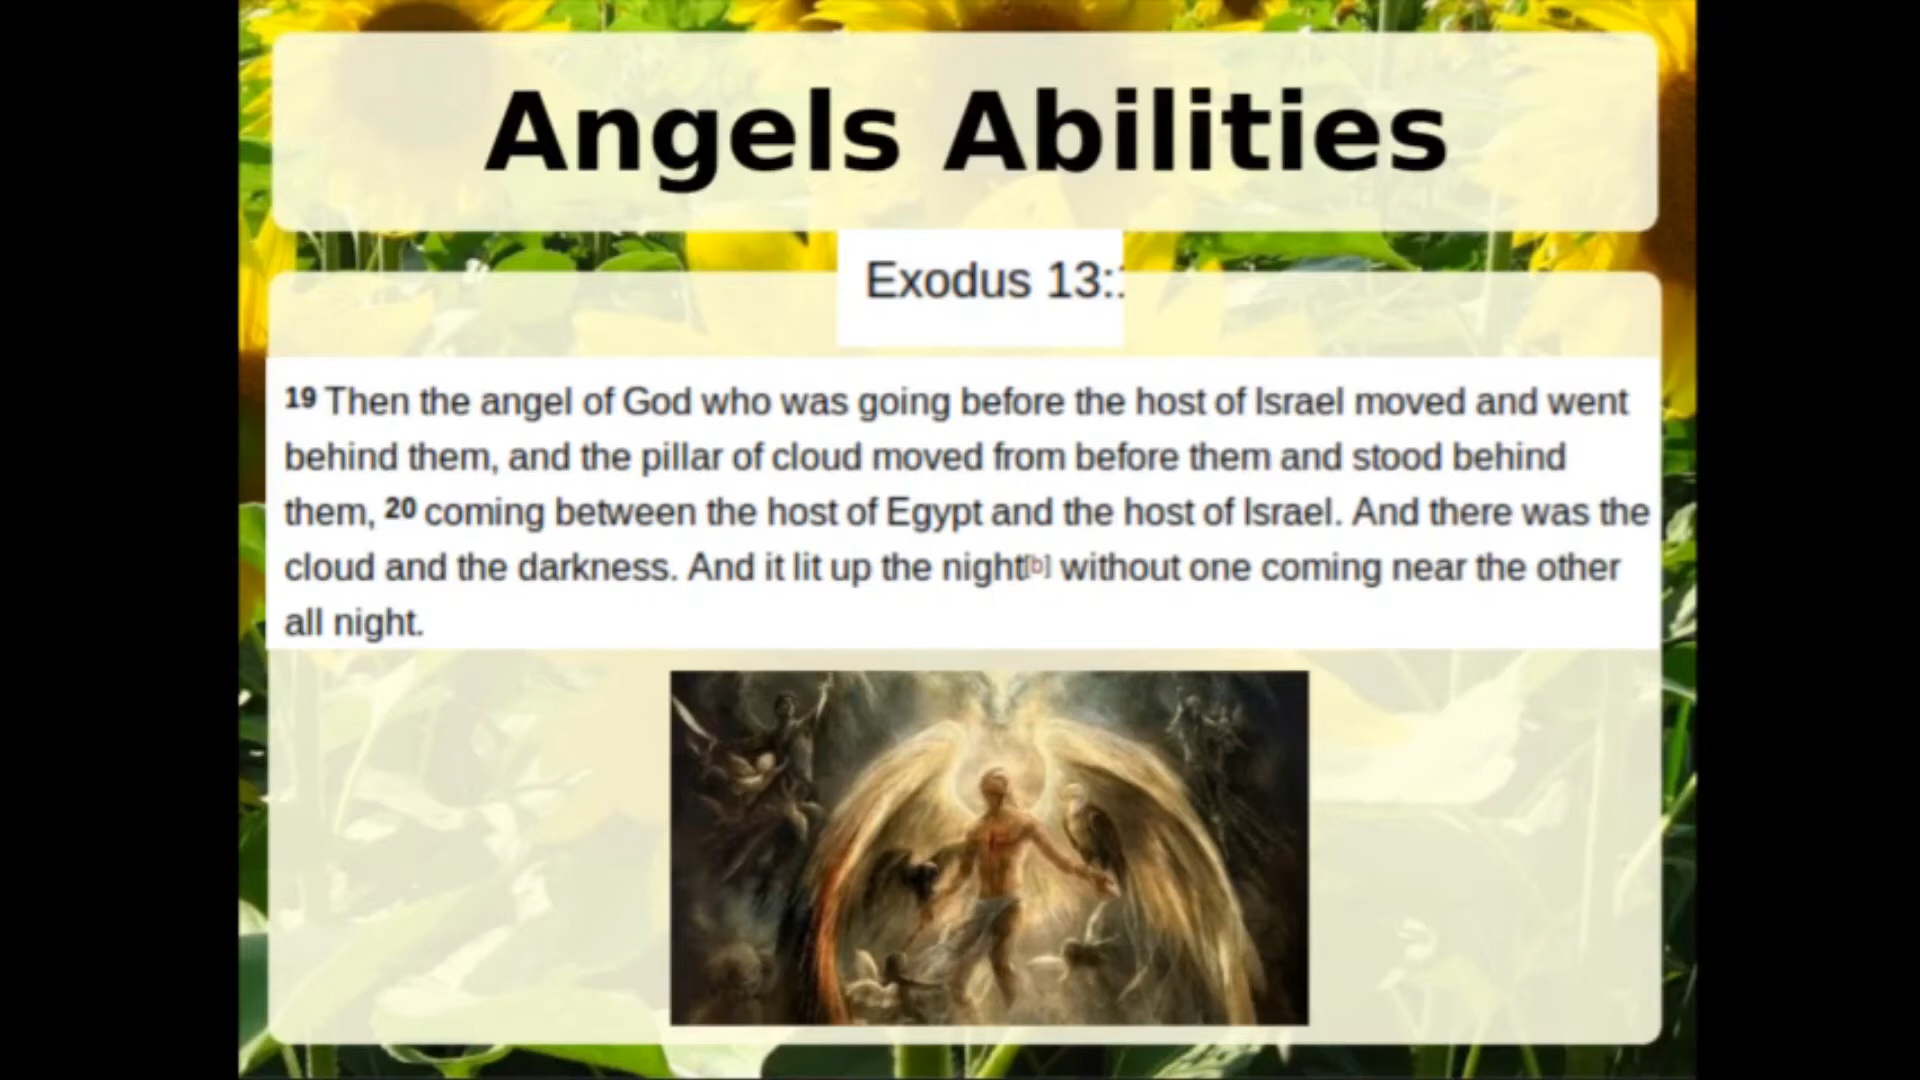 Angels Abilities
Exodus 13:
19 Then the angel of God who was going before the host of Israel moved and went
behind them, and the pillar of cloud moved from before them and stood behind
them, 20 coming between the host of Egypt and the host of Israel. And there was the
cloud and the darkness. And it lit up the night[b] without one coming near the other
all night.